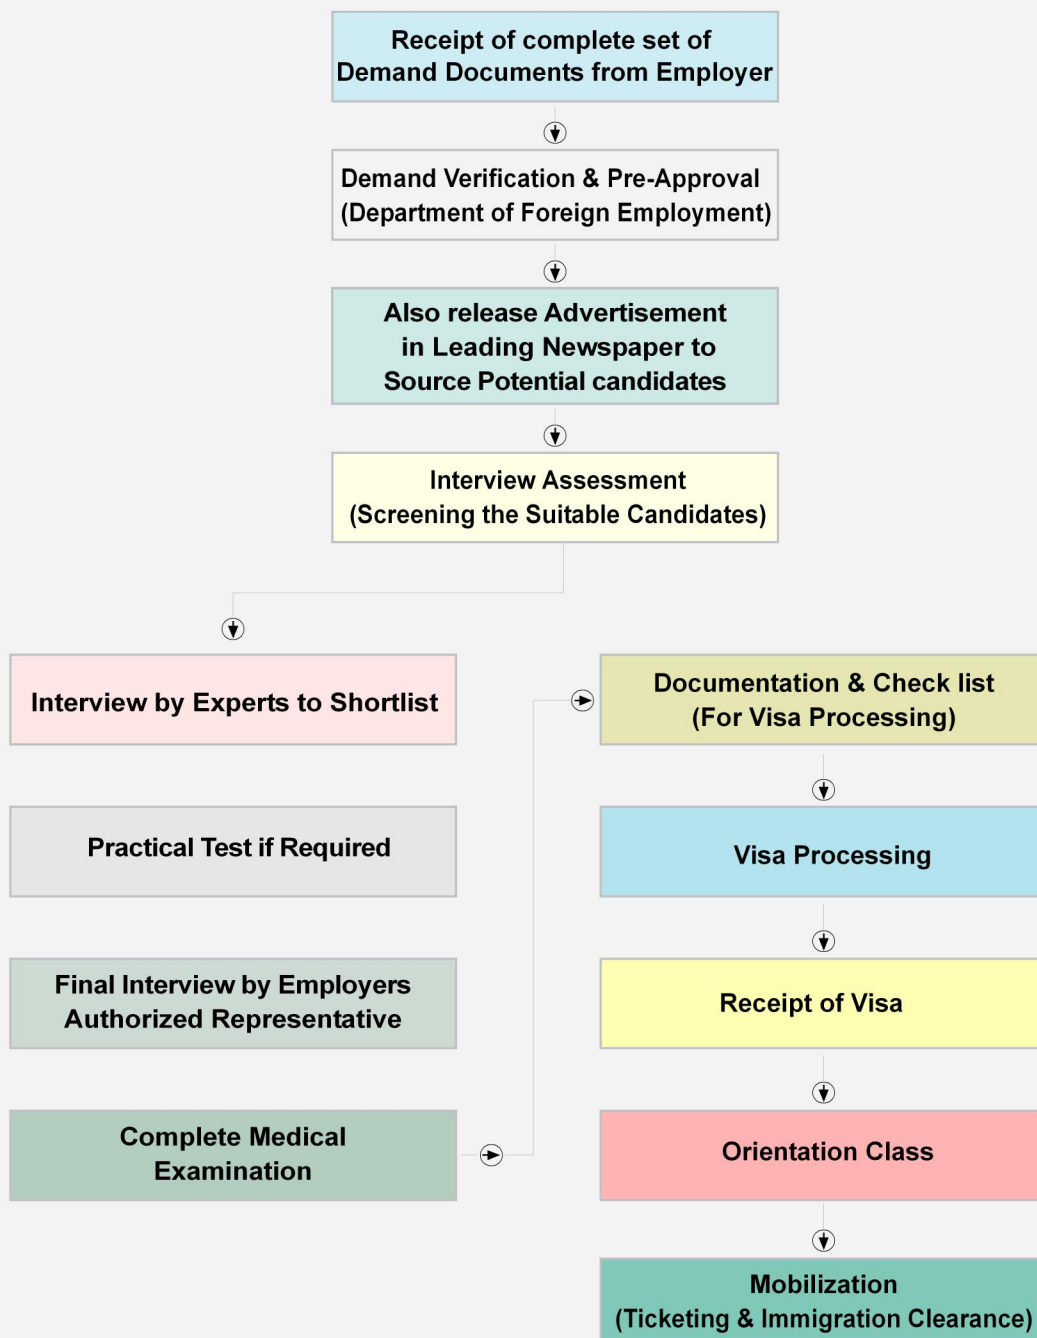 Receipt of complete set of
Demand Documents from Employer
Demand Verification & Pre-Approval
(Department of Foreign Employment)
Also release Advertisement
in Leading Newspaper to
Source Potential candidates
Interview Assessment
(Screening the Suitable Candidates)
Interview by Experts to Shortlist
Practical Test if Required
Final Interview by Employers
Authorized Representative
Complete Medical
Examination
Documentation & Check list
(For Visa Processing)
Visa Processing
Receipt of Visa
Orientation Class
Mobilization
(Ticketing & Immigration Clearance)